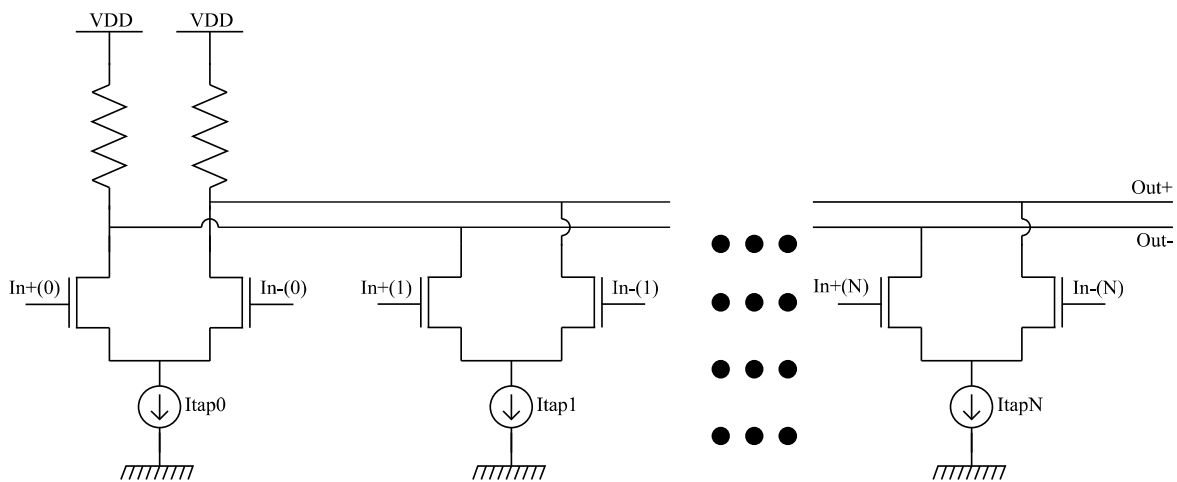 VDD
VDD
Out+
Out-
In+(0)
In-(0)
In+(1)
In-(1)
In+(N)
In-(N)
Itap0
Itap1
ItapN